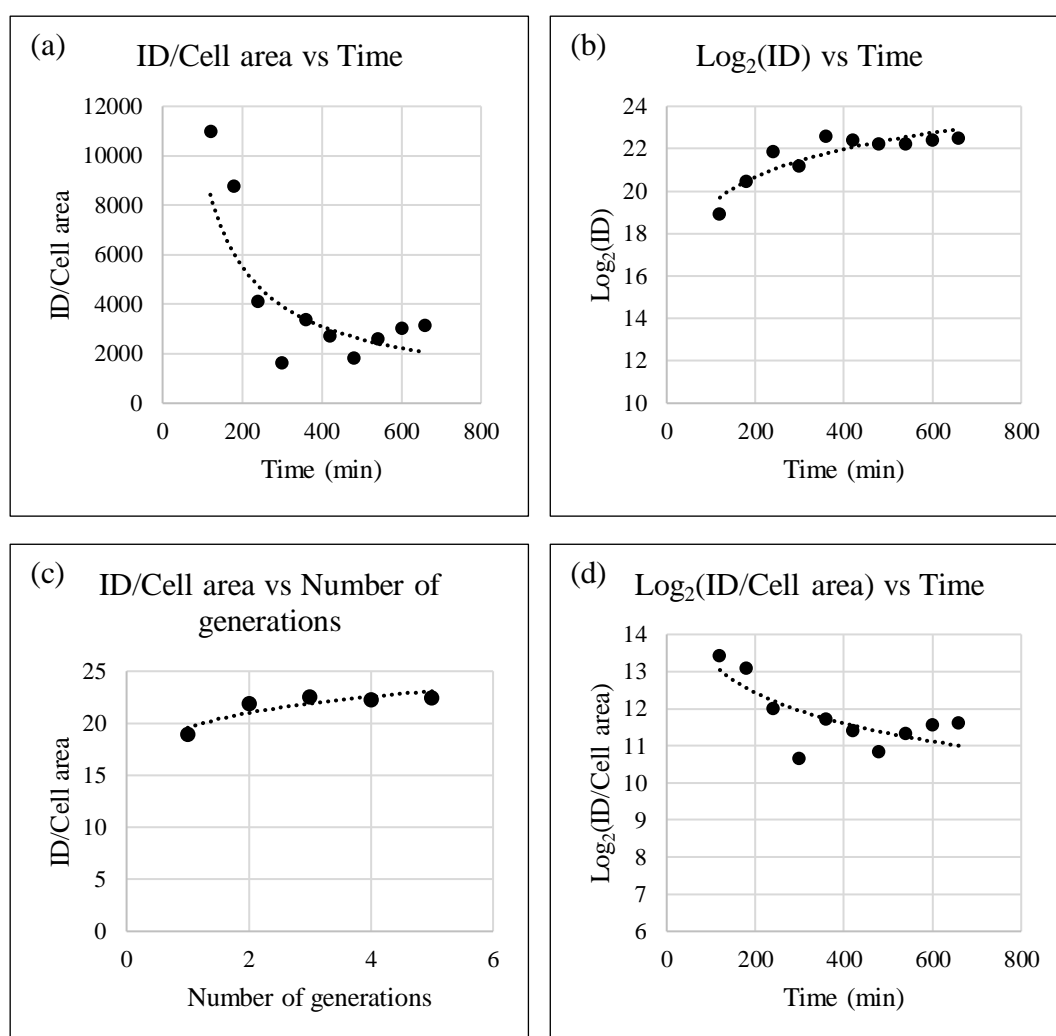 (a)
ID/Cell area vs Time
12000
10000
8000
6000
4000
2000
0
ID/Cell area
0 200 400 600 800
Time (min)
(b)
Log₂(ID) vs Time
24
22
20
18
16
14
12
10
Log₂(ID)
0 200 400 600 800
Time (min)
(c)
ID/Cell area vs Number of
generations
25
20
15
10
5
0
ID/Cell area
0 2 4 6
Number of generations
(d)
Log₂(ID/Cell area) vs Time
14
13
12
11
10
9
8
7
6
Log₂(ID/Cell area)
0 200 400 600 800
Time (min)